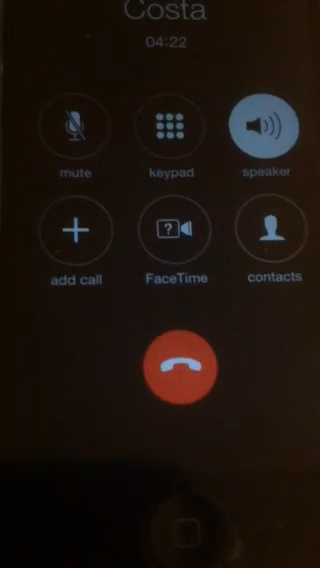 Costa
04:22
mute
keypad
speaker
add call
FaceTime
contacts